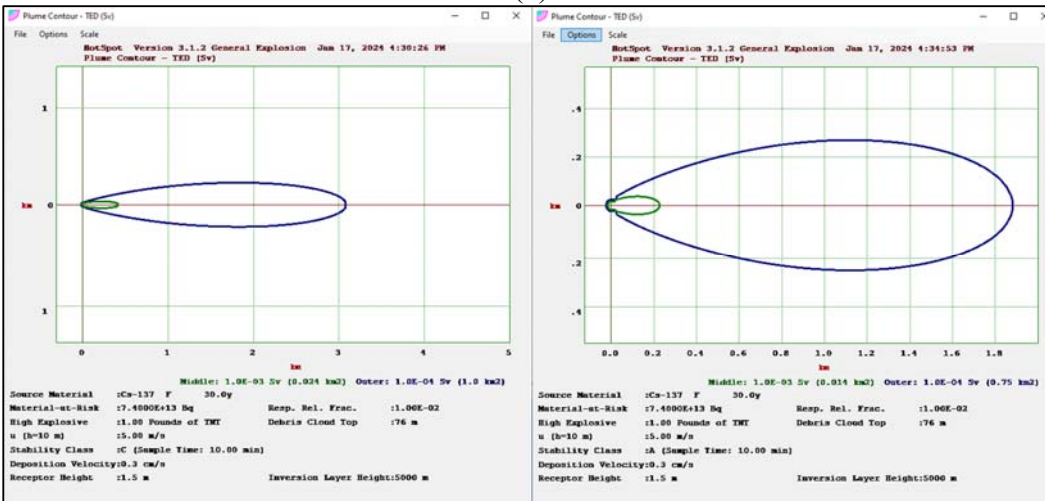 Plume Contour - TED (Sv)
File Options Scale
HotSpot Version 3.1.2 General Explosion Jan 17, 2024 4:30:26 PM
Plume Contour - TED (Sv)
1
km 0
1
0 1 2 3 4 5
km
Middle: 1.0E-03 Sv (0.024 km2) Outer: 1.0E-04 Sv (1.0 km2)
Source Material :Cs-137 F 30.0y
Material-at-Risk :7.4000E+13 Bq Resp. Rel. Frac. :1.00E-02
High Explosive :1.00 Pounds of TNT Debris Cloud Top :76 m
u (h=10 m) :5.00 m/s
Stability Class :C (Sample Time: 10.00 min)
Deposition Velocity:0.3 cm/s
Receptor Height :1.5 m Inversion Layer Height:5000 m
Plume Contour - TED (Sv)
File Options Scale
HotSpot Version 3.1.2 General Explosion Jan 17, 2024 4:34:53 PM
Plume Contour - TED (Sv)
.4
.2
km 0
.2
.4
0.0 0.2 0.4 0.6 0.8 1.0 1.2 1.4 1.6 1.8
km
Middle: 1.0E-03 Sv (0.014 km2) Outer: 1.0E-04 Sv (0.75 km2)
Source Material :Cs-137 F 30.0y
Material-at-Risk :7.4000E+13 Bq Resp. Rel. Frac. :1.00E-02
High Explosive :1.00 Pounds of TNT Debris Cloud Top :76 m
u (h=10 m) :5.00 m/s
Stability Class :A (Sample Time: 10.00 min)
Deposition Velocity:0.3 cm/s
Receptor Height :1.5 m Inversion Layer Height:5000 m